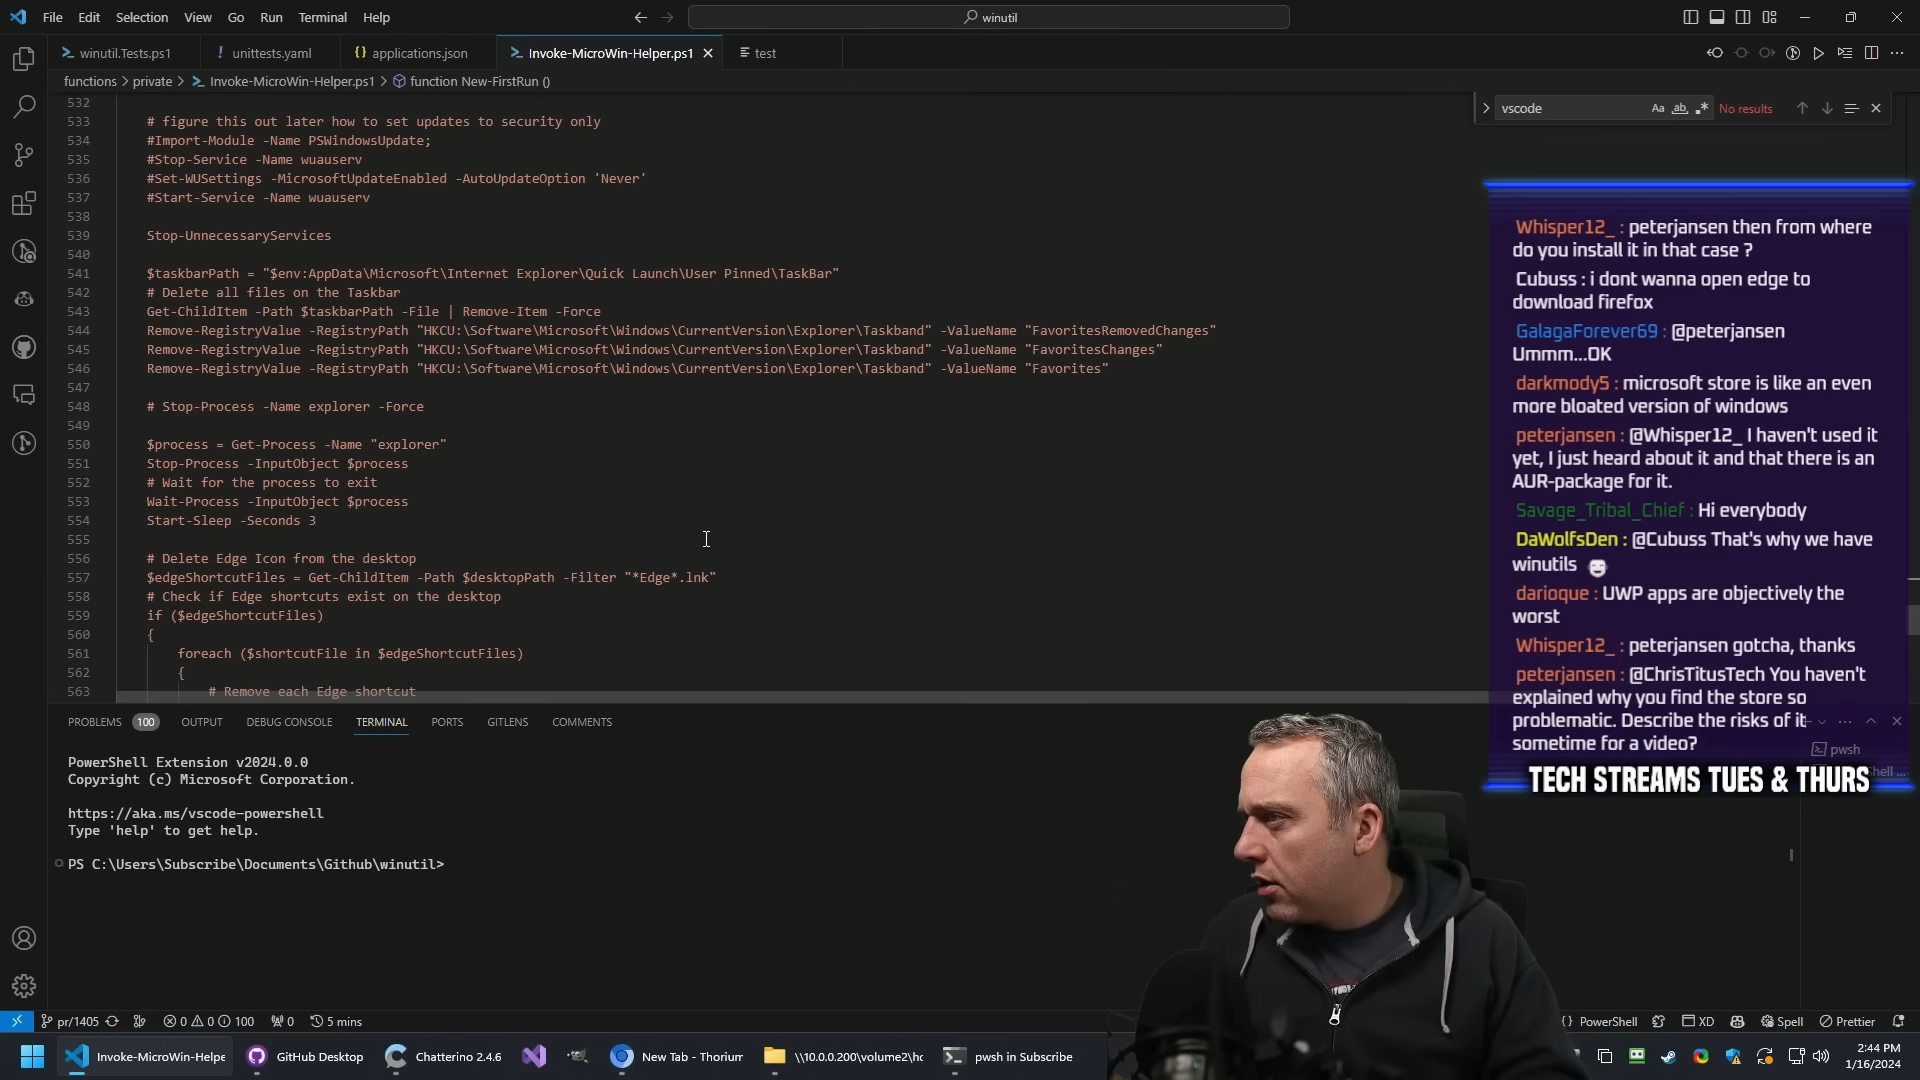 File Edit Selection View Go Run Terminal Help
winutil
winutil.Tests.ps1
! unittests.yaml
{} applications.json
Invoke-MicroWin-Helper.ps1
test
functions > private > Invoke-MicroWin-Helper.ps1 > function New-FirstRun ()
vscode
Aa ab No results
532
533 # figure this out later how to set updates to security only
534 #Import-Module -Name PSWindowsUpdate;
535 #Stop-Service -Name wuauserv
536 #Set-WUSettings -MicrosoftUpdateEnabled -AutoUpdateOption 'Never'
537 #Start-Service -Name wuauserv
538
539 Stop-UnnecessaryServices
540
541 $taskbarPath = "$env:AppData\Microsoft\Internet Explorer\Quick Launch\User Pinned\TaskBar"
542 # Delete all files on the Taskbar
543 Get-ChildItem -Path $taskbarPath -File | Remove-Item -Force
544 Remove-RegistryValue -RegistryPath "HKCU:\Software\Microsoft\Windows\CurrentVersion\Explorer\Taskband" -ValueName "FavoritesRemovedChanges"
545 Remove-RegistryValue -RegistryPath "HKCU:\Software\Microsoft\Windows\CurrentVersion\Explorer\Taskband" -ValueName "FavoritesChanges"
546 Remove-RegistryValue -RegistryPath "HKCU:\Software\Microsoft\Windows\CurrentVersion\Explorer\Taskband" -ValueName "Favorites"
547
548 # Stop-Process -Name explorer -Force
549
550 $process = Get-Process -Name "explorer"
551 Stop-Process -InputObject $process
552 # Wait for the process to exit
553 Wait-Process -InputObject $process
554 Start-Sleep -Seconds 3
555
556 # Delete Edge Icon from the desktop
557 $edgeShortcutFiles = Get-ChildItem -Path $desktopPath -Filter "*Edge*.lnk"
558 # Check if Edge shortcuts exist on the desktop
559 if ($edgeShortcutFiles)
560 {
561 foreach ($shortcutFile in $edgeShortcutFiles)
562 {
563 # Remove each Edge shortcut
Whisper12_ : peterjansen then from where
do you install it in that case ?
Cubuss : i dont wanna open edge to
download firefox
GalagaForever69 : @peterjansen
Ummm...OK
darkmody5 : microsoft store is like an even
more bloated version of windows
peterjansen : @Whisper12_ I haven't used it
yet, I just heard about it and that there is an
AUR-package for it.
Savage_Tribal_Chief : Hi everybody
DaWolfsDen : @Cubuss That's why we have
winutils
darioque : UWP apps are objectively the
worst
Whisper12_ : peterjansen gotcha, thanks
peterjansen : @ChrisTitusTech You haven't
explained why you find the store so
problematic. Describe the risks of it
sometime for a video?
TECH STREAMS TUES & THURS
PROBLEMS 100 OUTPUT DEBUG CONSOLE TERMINAL PORTS GITLENS COMMENTS
pwsh
PowerShell Extension v2024.0.0
Copyright (c) Microsoft Corporation.
https://aka.ms/vscode-powershell
Type 'help' to get help.
PS C:\Users\Subscribe\Documents\Github\winutil>
pr/1405 0 0 100 0 5 mins
{} PowerShell XD Spell Prettier
Invoke-MicroWin-Helpe
GitHub Desktop
Chatterino 2.4.6
New Tab - Thorium
\\10.0.0.200\volume2\hc
pwsh in Subscribe
2:44 PM
1/16/2024